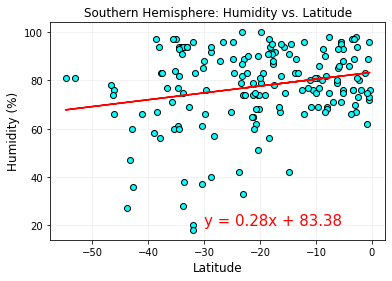 Southern Hemisphere: Humidity vs. Latitude
Humidity (%)
100
80
60
40
20
y = 0.28x + 83.38
−50 −40 −30 −20 −10 0
Latitude